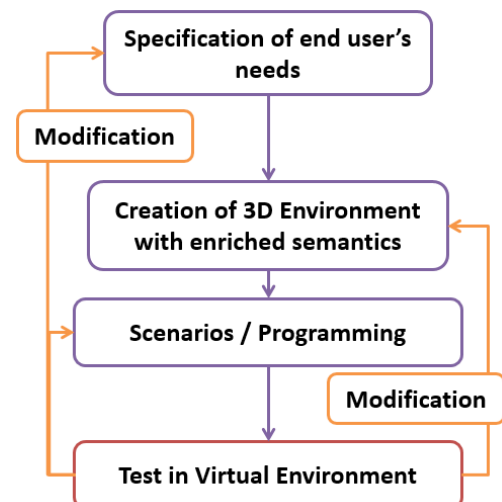 Specification of end user's
needs
Modification
Creation of 3D Environment
with enriched semantics
Scenarios / Programming
Modification
Test in Virtual Environment